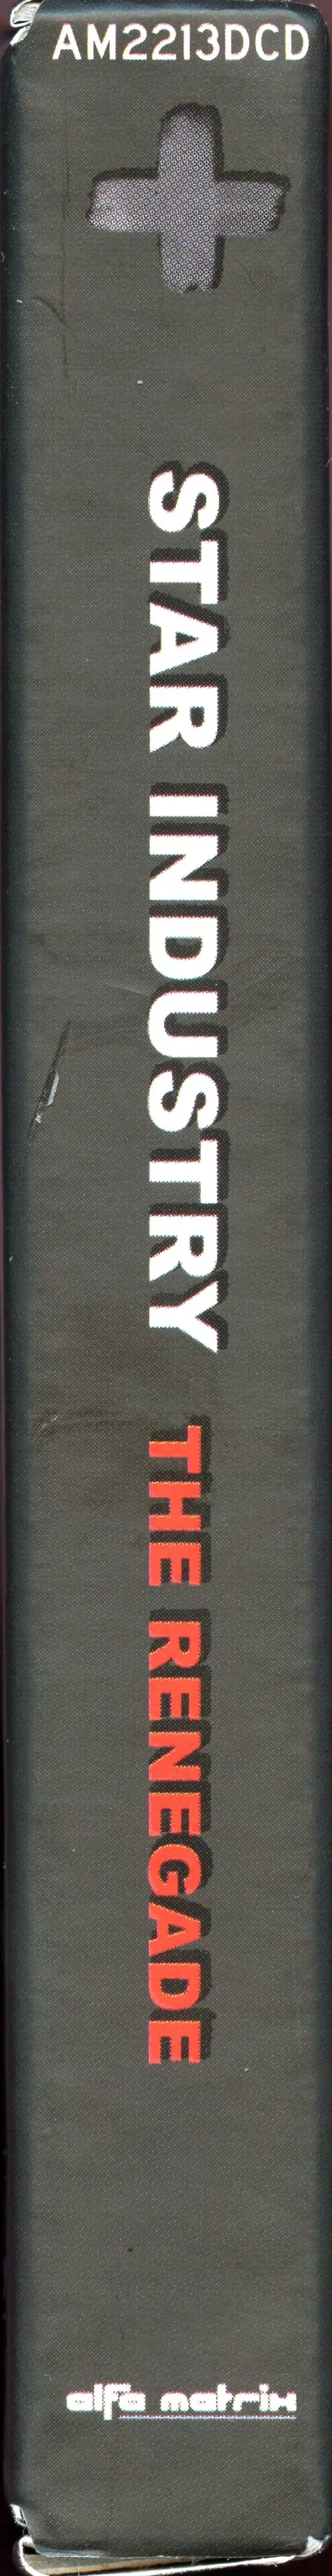 AM2213DCD
STAR INDUSTRY THE RENEGADE
alfa matrix